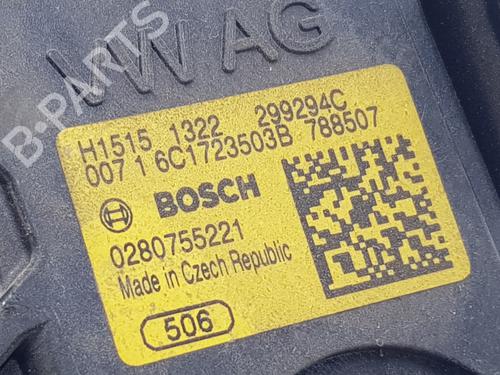 VW AG
H1515 1322 299294C
007 1 6C1723503B 788507
BOSCH
0280755221
Made in Czech Republic
506
B-PARTS